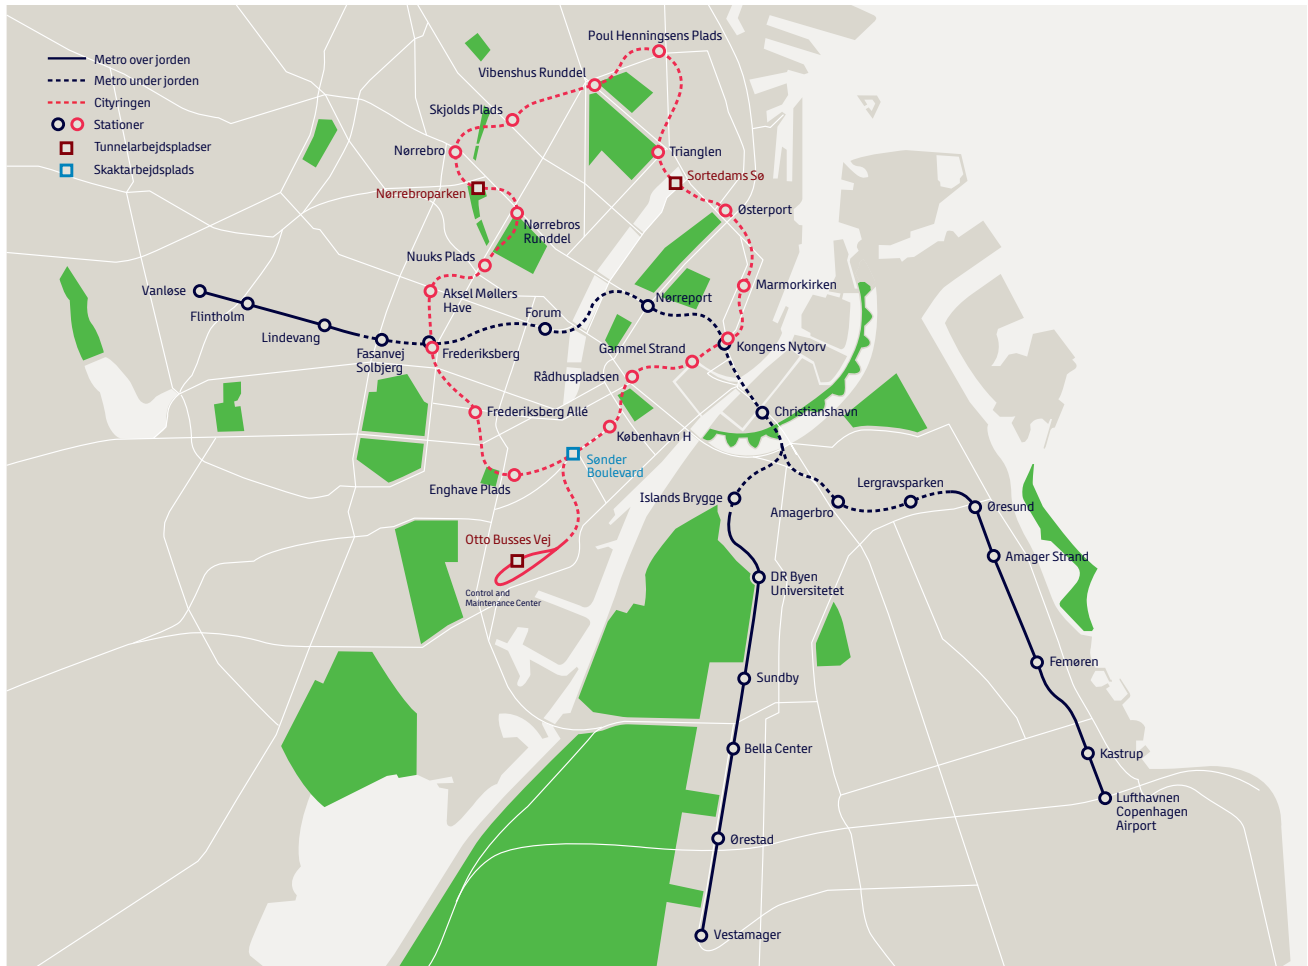 Metro over jorden
Metro under jorden
Cityringen
Stationer
Tunnelarbejdspladser
Skaktarbejdsplads
Poul Henningsens Plads
Vibenshus Runddel
Skjolds Plads
Nørrebro
Trianglen
Sortedams Sø
Nørrebroparken
Østerport
Nørrebros
Runddel
Nuuks Plads
Marmorkirken
Vanløse
Aksel Møllers
Have
Nørreport
Flintholm
Forum
Lindevang
Fasanvej
Solbjerg
Frederiksberg
Gammel Strand
Kongens Nytorv
Rådhuspladsen
Frederiksberg Allé
Christianshavn
København H
Sønder
Boulevard
Enghave Plads
Islands Brygge
Lergravsparken
Amagerbro
Øresund
Otto Busses Vej
Amager Strand
Control and
Maintenance Center
DR Byen
Universitetet
Femøren
Sundby
Bella Center
Kastrup
Lufthavnen
Copenhagen
Airport
Ørestad
Vestamager